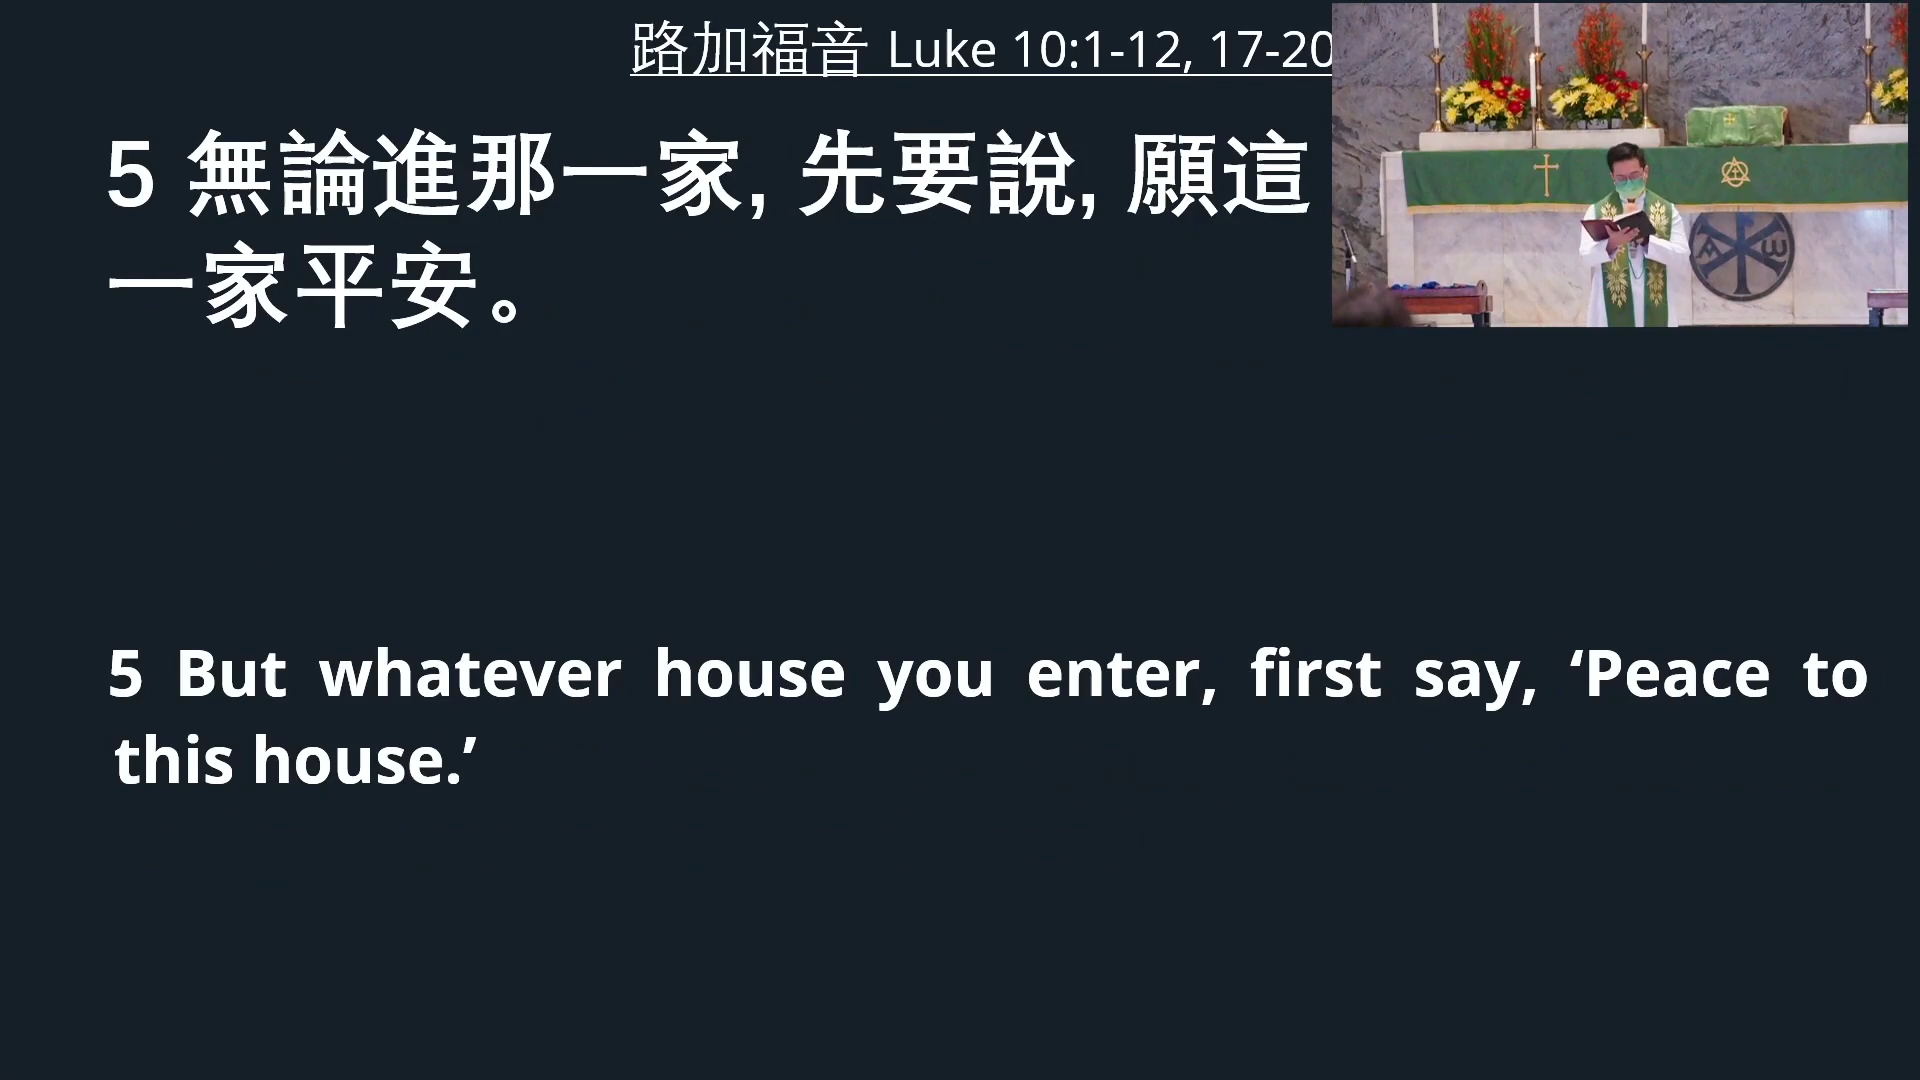 路加福音 Luke 10:1-12, 17-20
5 無論進那一家, 先要說, 願這
一家平安。
5 But whatever house you enter, first say, ‘Peace to
this house.’